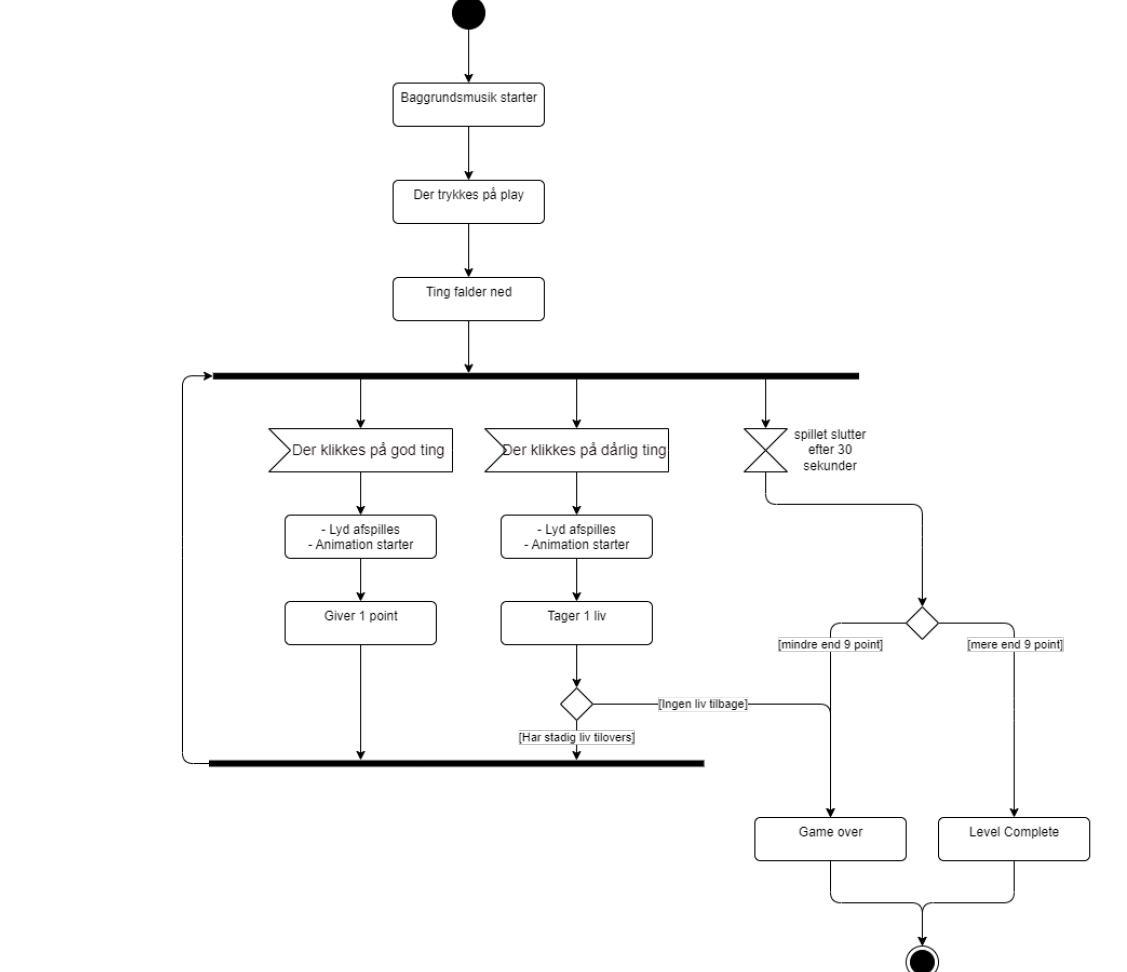 Baggrundsmusik starter
Der trykkes på play
Ting falder ned
Der klikkes på god ting
Der klikkes på dårlig ting
spillet slutter
efter 30
sekunder
- Lyd afspilles
- Animation starter
- Lyd afspilles
- Animation starter
Giver 1 point
Tager 1 liv
[mindre end 9 point]
[mere end 9 point]
[Ingen liv tilbage]
[Har stadig liv tilovers]
Game over
Level Complete